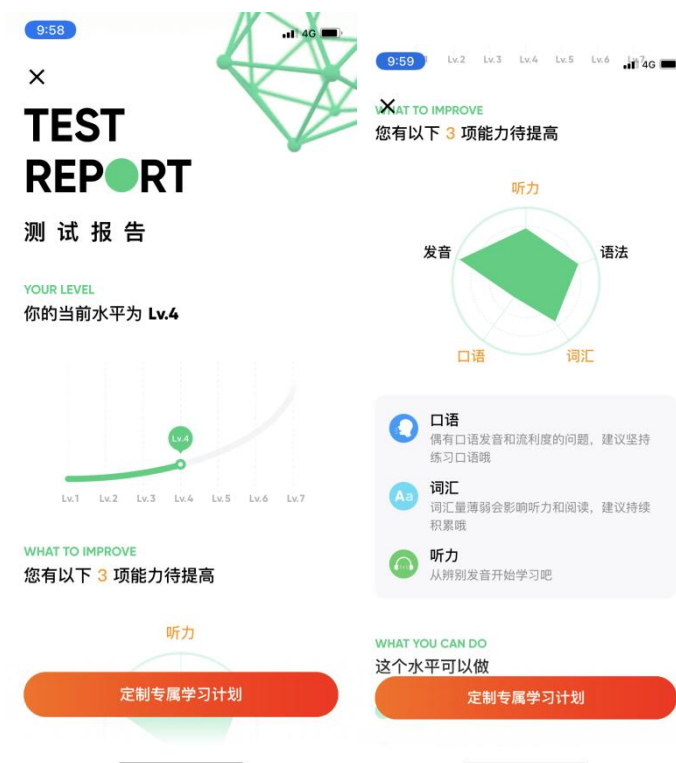 9:58
4G
TEST
REPORT
测试报告
YOUR LEVEL
你的当前水平为 Lv.4
Lv.4
Lv.1 Lv.2 Lv.3 Lv.4 Lv.5 Lv.6 Lv.7
WHAT TO IMPROVE
您有以下 3 项能力待提高
听力
定制专属学习计划
9:59
Lv.2 Lv.3 Lv.4 Lv.5 Lv.6
4G
WHAT TO IMPROVE
您有以下 3 项能力待提高
听力
发音 语法
口语 词汇
口语
偶有口语发音和流利度的问题，建议坚持
练习口语哦
Aa
词汇
词汇量薄弱会影响听力和阅读，建议持续
积累哦
听力
从辨别发音开始学习吧
WHAT YOU CAN DO
这个水平可以做
定制专属学习计划